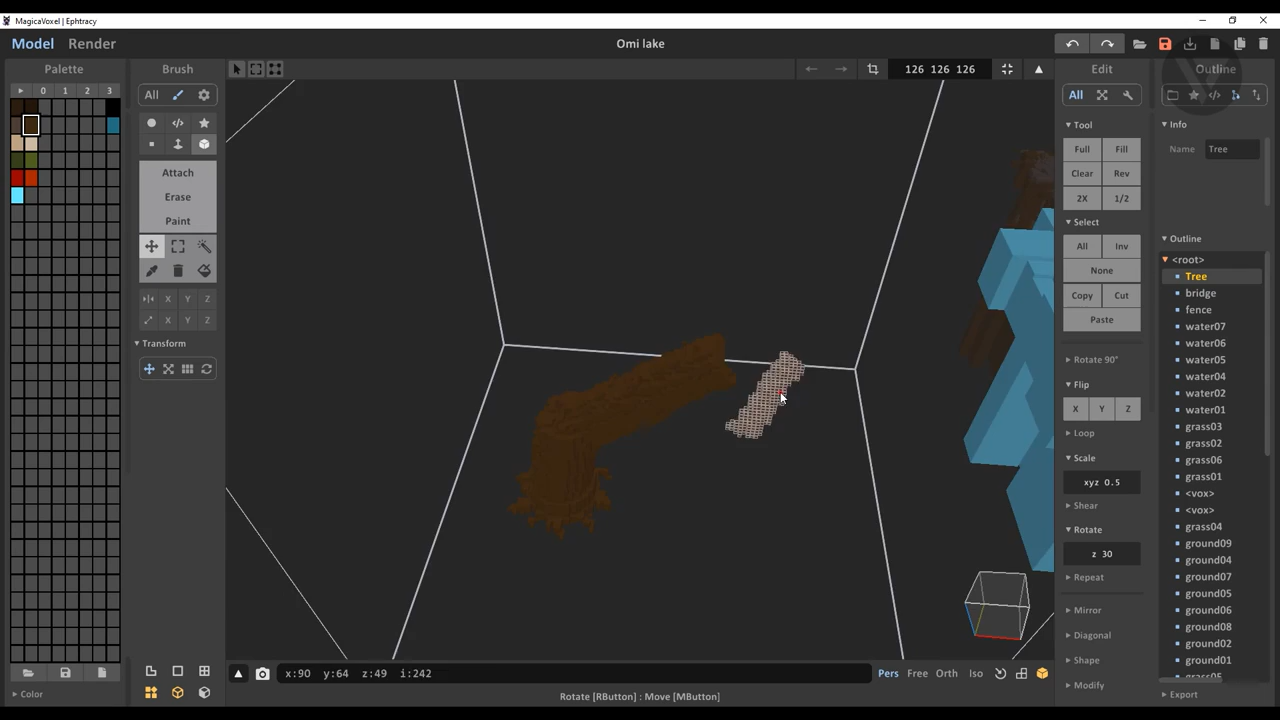 MagicaVoxel | Ephtracy
Model Render Omi lake
Palette Brush 126 126 126 Edit Outline
0 1 2 3
All All
Info
Tool
Name Tree
Full Fill
Attach
Clear Rev
Erase
2X 1/2
Paint
Select
Outline
All Inv
<root>
None
Tree
Copy Cut
bridge
X Y Z
fence
Paste
X Y Z
water07
Transform
water06
Rotate 90°
water05
Flip
water04
water02
X Y Z
water01
Loop
grass03
Scale
grass02
grass06
xyz 0.5
grass01
Shear
<vox>
Rotate
<vox>
grass04
z 30
ground09
Repeat
ground04
ground07
ground05
Mirror
ground06
Diagonal
ground08
ground02
Shape
ground01
x:90 y:64 z:49 i:242
Pers Free Orth Iso
grass05
Modify
Color
Rotate [RButton] : Move [MButton]
Export